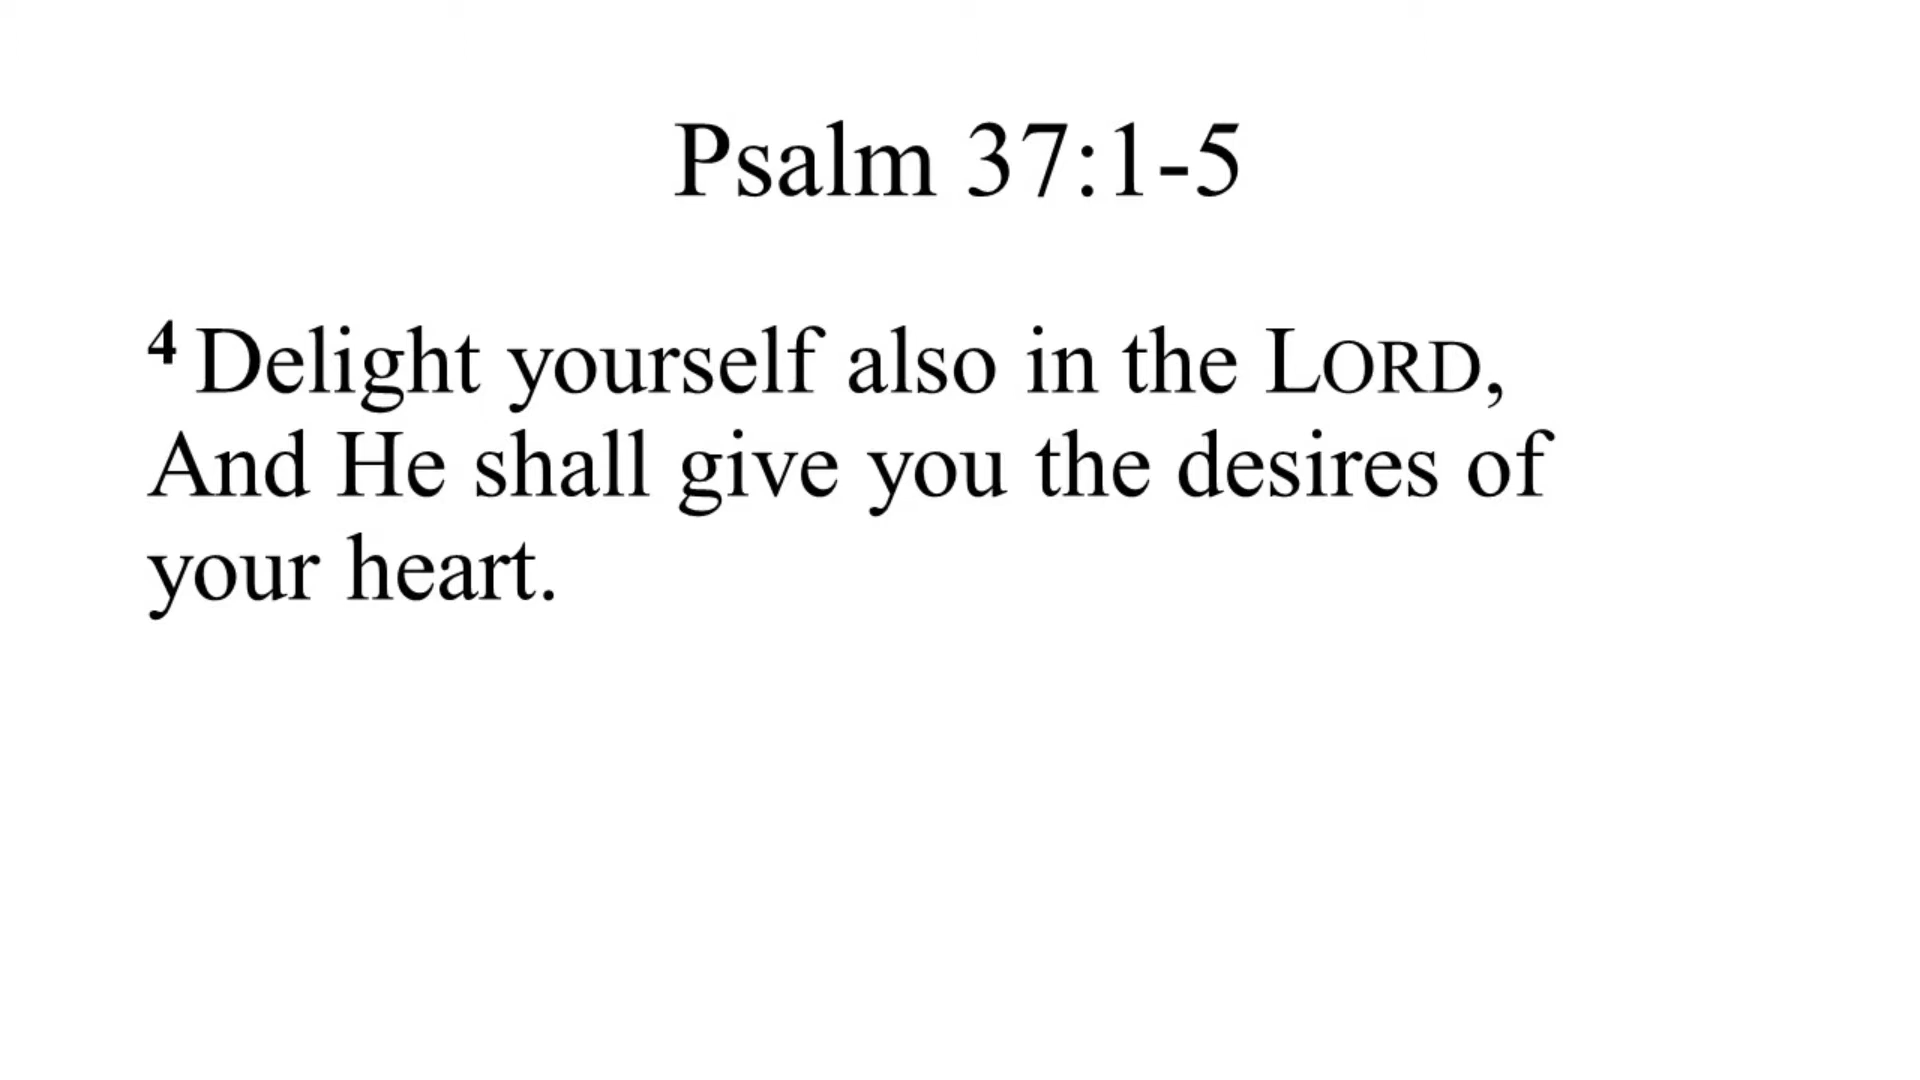 Psalm 37:1-5
4 Delight yourself also in the LORD,
And He shall give you the desires of
your heart.